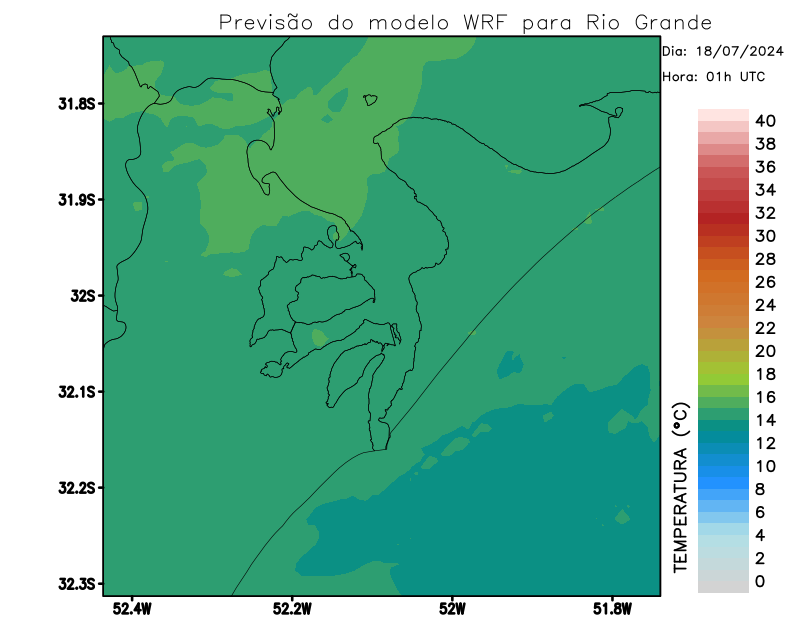 Previsão do modelo WRF para Rio Grande
Dia: 18/07/2024
Hora: 01h UTC
31.8S
31.9S
32S
32.1S
32.2S
32.3S
52.4W
52.2W
52W
51.8W
TEMPERATURA (°C)
40
38
36
34
32
30
28
26
24
22
20
18
16
14
12
10
8
6
4
2
0